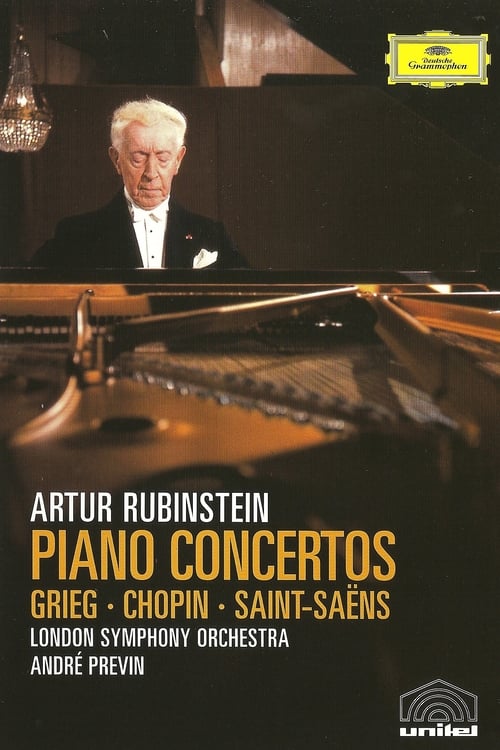 Deutsche
Grammophon
ARTUR RUBINSTEIN
PIANO CONCERTOS
GRIEG · CHOPIN · SAINT-SAËNS
LONDON SYMPHONY ORCHESTRA
ANDRÉ PREVIN
unitel